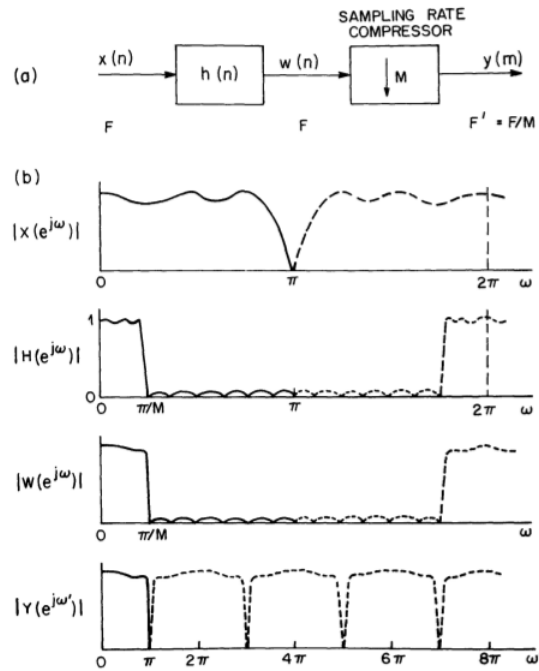 SAMPLING RATE
COMPRESSOR
(a)
x(n)
h(n)
w(n)
↓ M
y(m)
F
F
F' = F/M
(b)
|X(e^{jω})|
0
π
2π
ω
|H(e^{jω})|
1
0
0
π/M
π
2π
ω
|W(e^{jω})|
0
π/M
ω
|Y(e^{jω'})|
0
π
2π
4π
6π
8π
ω